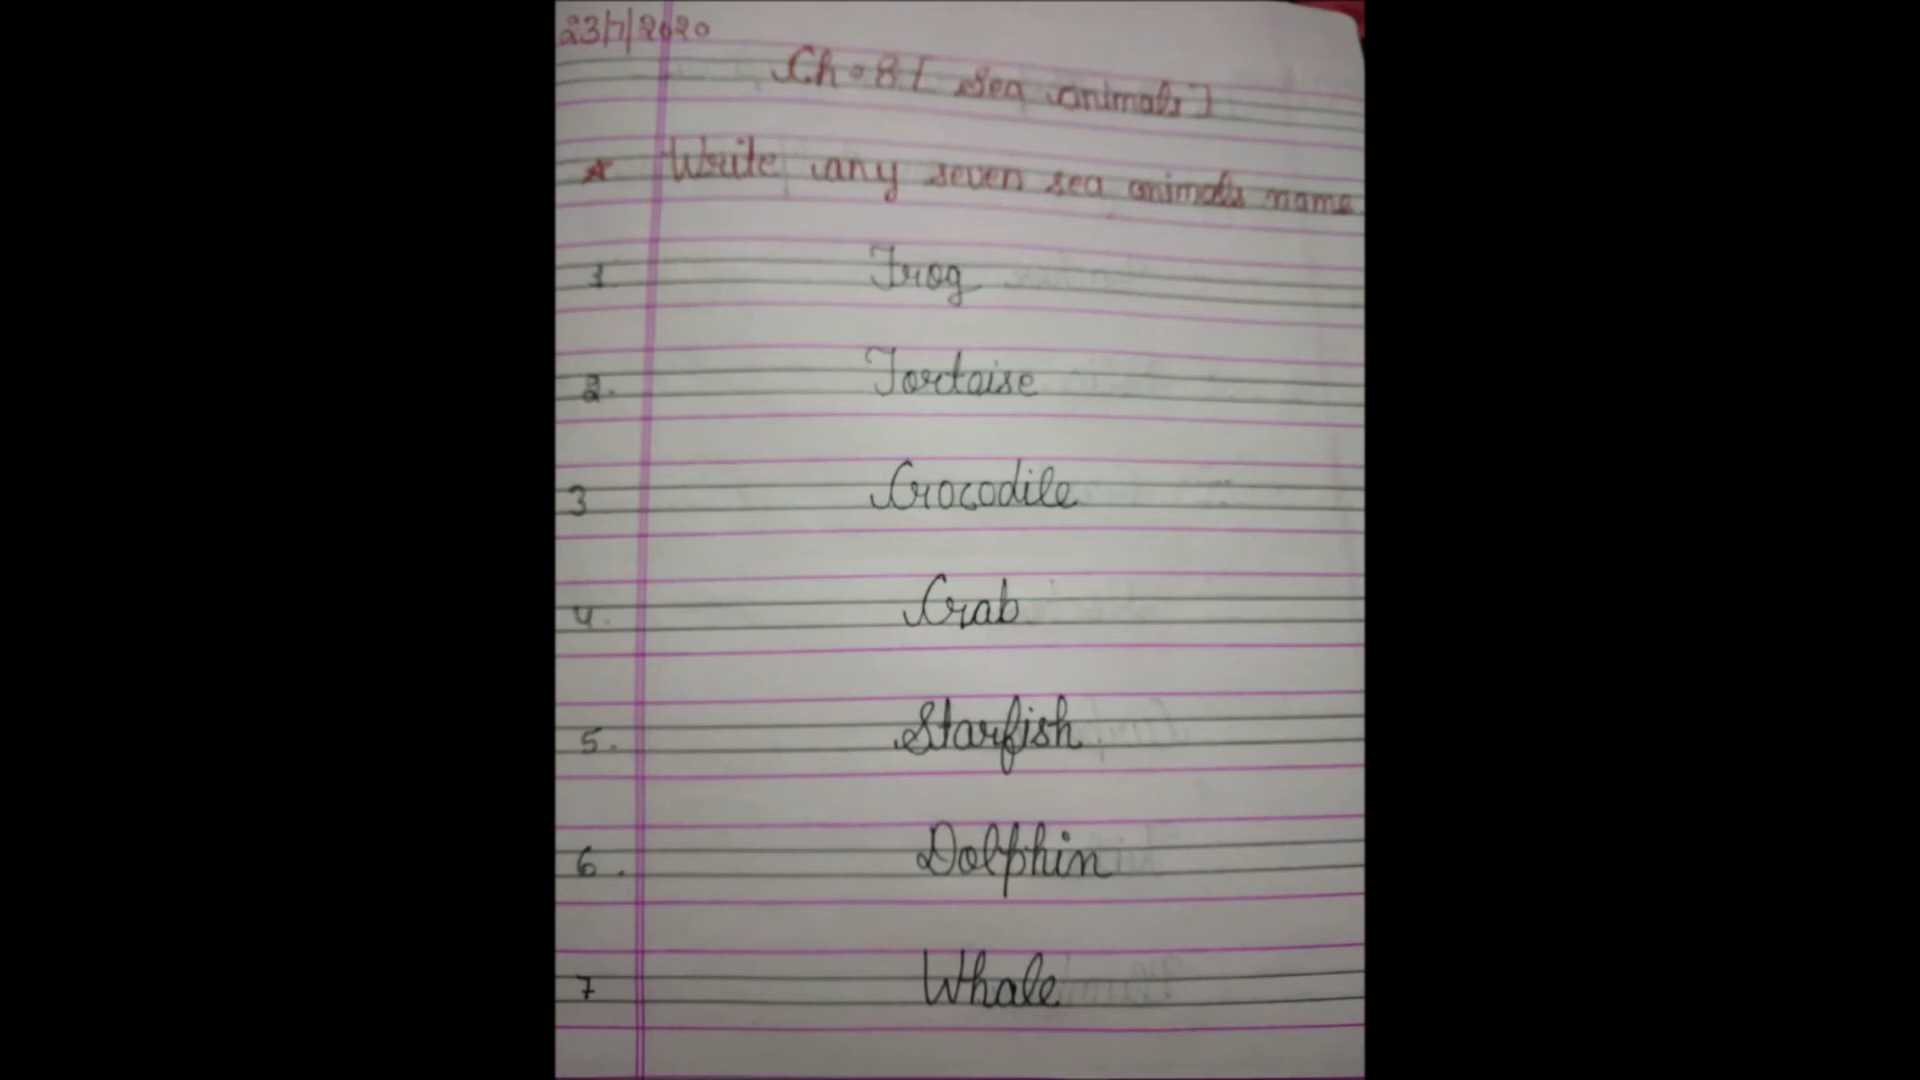 23/7/2020
Ch-8 [ Sea animals ]
* Write any seven sea animals name
1 Frog
2. Tortoise
3 Crocodile
4. Crab
5. Starfish
6. Dolphin
7 Whale